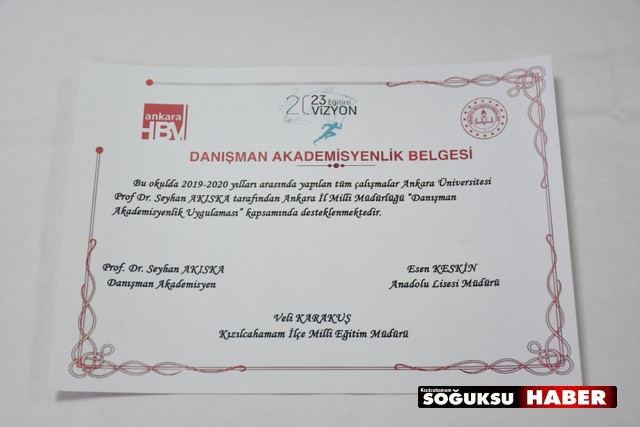 ankara
HBV
2023 Eğitim
VİZYON
DANIŞMAN AKADEMİSYENLİK BELGESİ
Bu okulda 2019-2020 yılları arasında yapılan tüm çalışmalar Ankara Üniversitesi
Prof Dr. Seyhan AKISKA tarafından Ankara İl Milli Müdürlüğü "Danışman
Akademisyenlik Uygulaması" kapsamında desteklenmektedir.
Prof. Dr. Seyhan AKISKA
Danışman Akademisyen
Esen KESKİN
Anadolu Lisesi Müdürü
Veli KARAKUŞ
Kızılcahamam İlçe Milli Eğitim Müdürü
Kızılcahamam
SOĞUKSU HABER